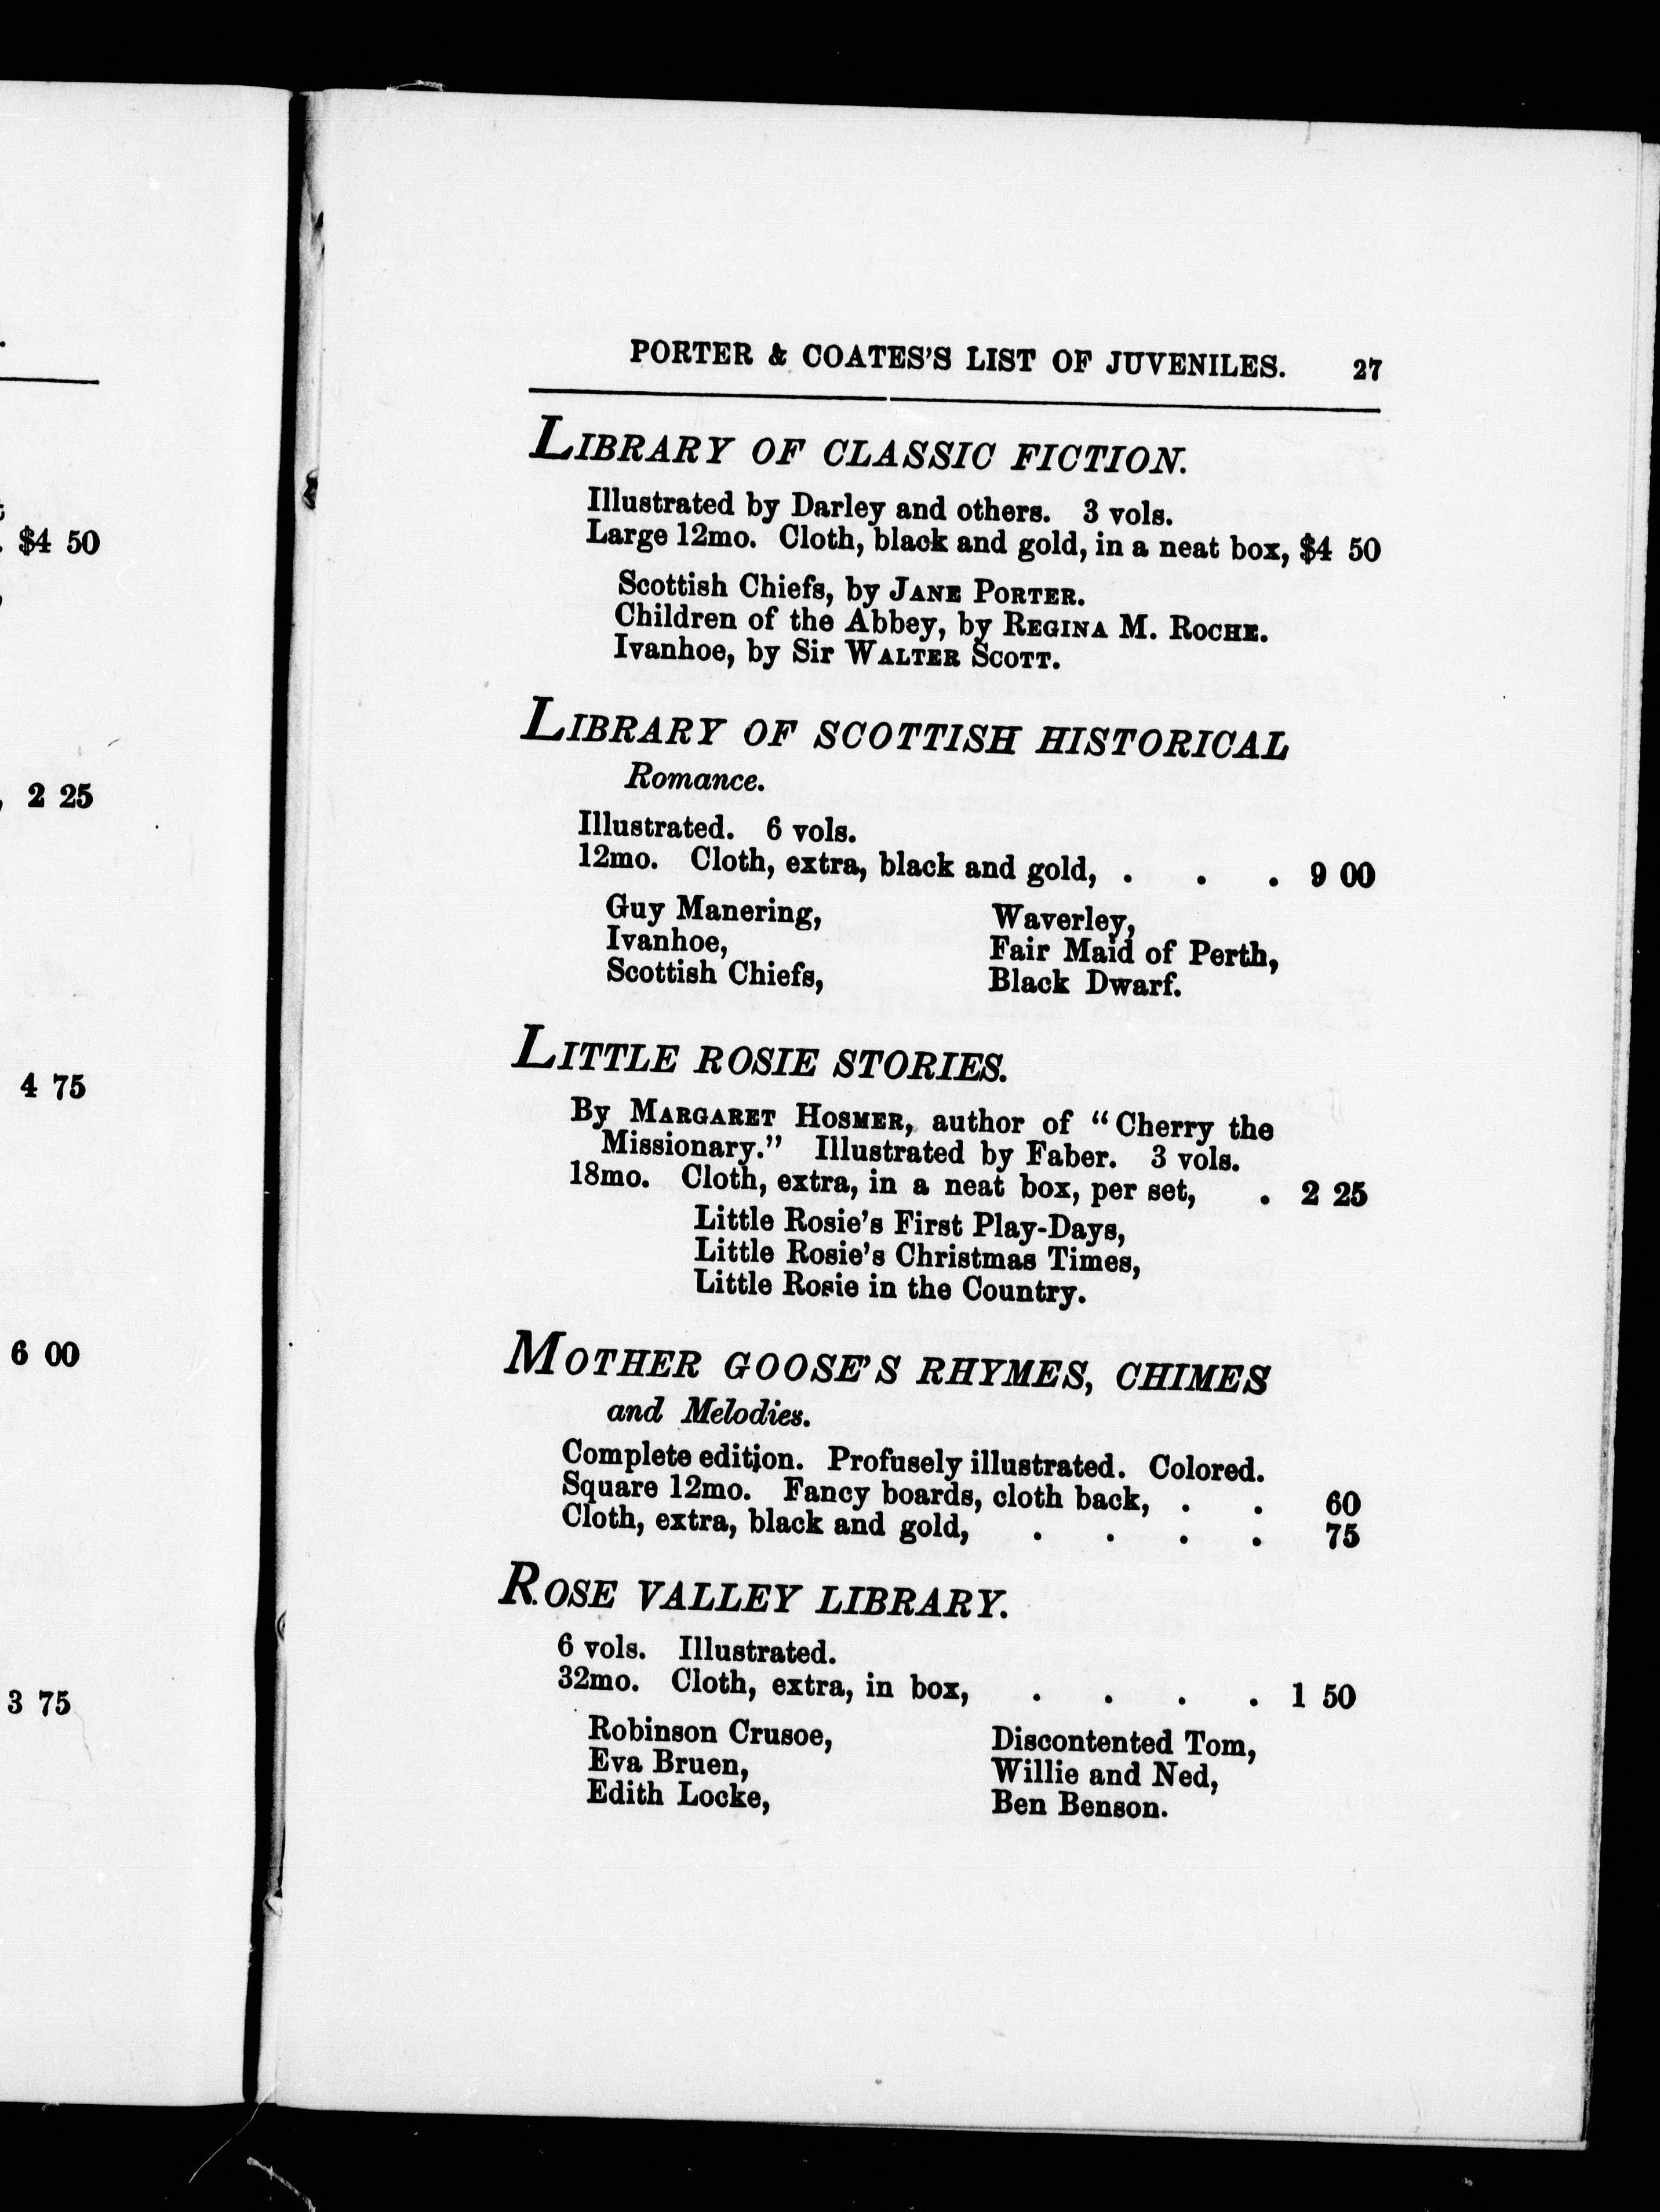 $4 50
2 25
4 75
6 00
3 75
PORTER & COATES'S LIST OF JUVENILES. 27
LIBRARY OF CLASSIC FICTION.
Illustrated by Darley and others. 3 vols.
Large 12mo. Cloth, black and gold, in a neat box, $4 50
Scottish Chiefs, by JANE PORTER.
Children of the Abbey, by REGINA M. ROCHE.
Ivanhoe, by Sir WALTER SCOTT.
LIBRARY OF SCOTTISH HISTORICAL
Romance.
Illustrated. 6 vols.
12mo. Cloth, extra, black and gold, . . . 9 00
Guy Manering, Waverley,
Ivanhoe, Fair Maid of Perth,
Scottish Chiefs, Black Dwarf.
LITTLE ROSIE STORIES.
By MARGARET HOSMER, author of "Cherry the
Missionary." Illustrated by Faber. 3 vols.
18mo. Cloth, extra, in a neat box, per set, . 2 25
Little Rosie's First Play-Days,
Little Rosie's Christmas Times,
Little Rosie in the Country.
MOTHER GOOSE'S RHYMES, CHIMES
and Melodies.
Complete edition. Profusely illustrated. Colored.
Square 12mo. Fancy boards, cloth back, . . 60
Cloth, extra, black and gold, . . . . 75
ROSE VALLEY LIBRARY.
6 vols. Illustrated.
32mo. Cloth, extra, in box, . . . . 1 50
Robinson Crusoe, Discontented Tom,
Eva Bruen, Willie and Ned,
Edith Locke, Ben Benson.